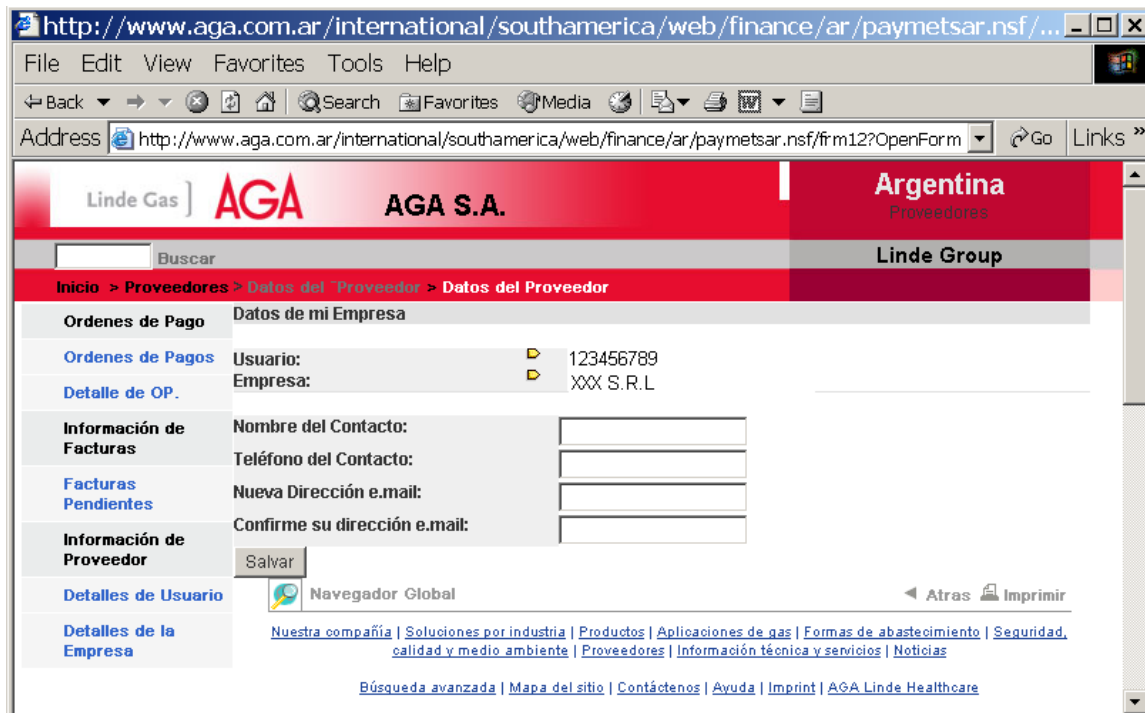 http://www.aga.com.ar/international/southamerica/web/finance/ar/paymetsar.nsf/...
File Edit View Favorites Tools Help
Back Search Favorites Media
Address http://www.aga.com.ar/international/southamerica/web/finance/ar/paymetsar.nsf/frm12?OpenForm Go Links »
Linde Gas AGA AGA S.A. Argentina
Proveedores
Buscar Linde Group
Inicio > Proveedores > Datos del ¨Proveedor > Datos del Proveedor
Ordenes de Pago
Ordenes de Pagos
Detalle de OP.
Información de
Facturas
Facturas
Pendientes
Información de
Proveedor
Detalles de Usuario
Detalles de la
Empresa
Datos de mi Empresa
Usuario: 123456789
Empresa: XXX S.R.L
Nombre del Contacto:
Teléfono del Contacto:
Nueva Dirección e.mail:
Confirme su dirección e.mail:
Salvar
Navegador Global Atras Imprimir
Nuestra compañía | Soluciones por industria | Productos | Aplicaciones de gas | Formas de abastecimiento | Seguridad,
calidad y medio ambiente | Proveedores | Información técnica y servicios | Noticias
Búsqueda avanzada | Mapa del sitio | Contáctenos | Ayuda | Imprint | AGA Linde Healthcare